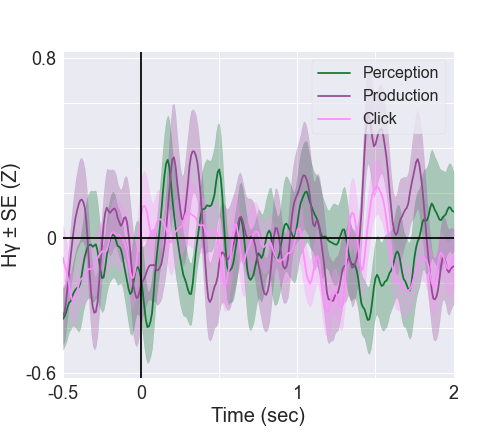 0.8
0
-0.6
Hγ ± SE (Z)
Perception
Production
Click
-0.5 0 1 2
Time (sec)